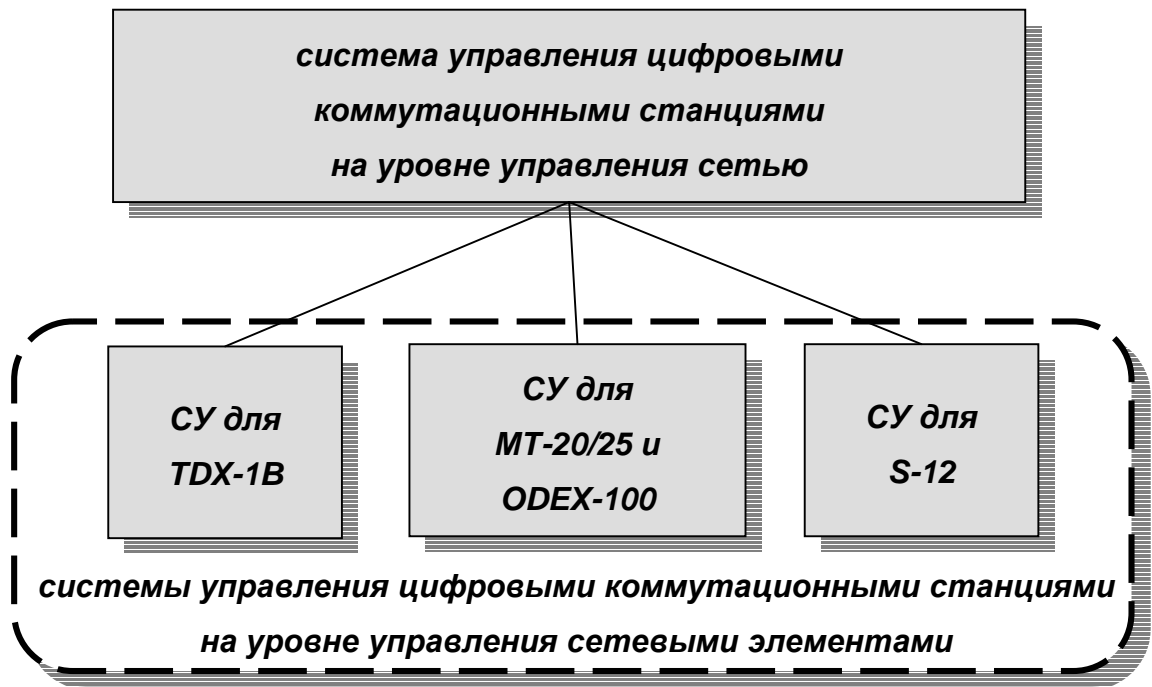 система управления цифровыми
коммутационными станциями
на уровне управления сетью
СУ для
TDX-1B
СУ для
МТ-20/25 и
ODEX-100
СУ для
S-12
системы управления цифровыми коммутационными станциями
на уровне управления сетевыми элементами